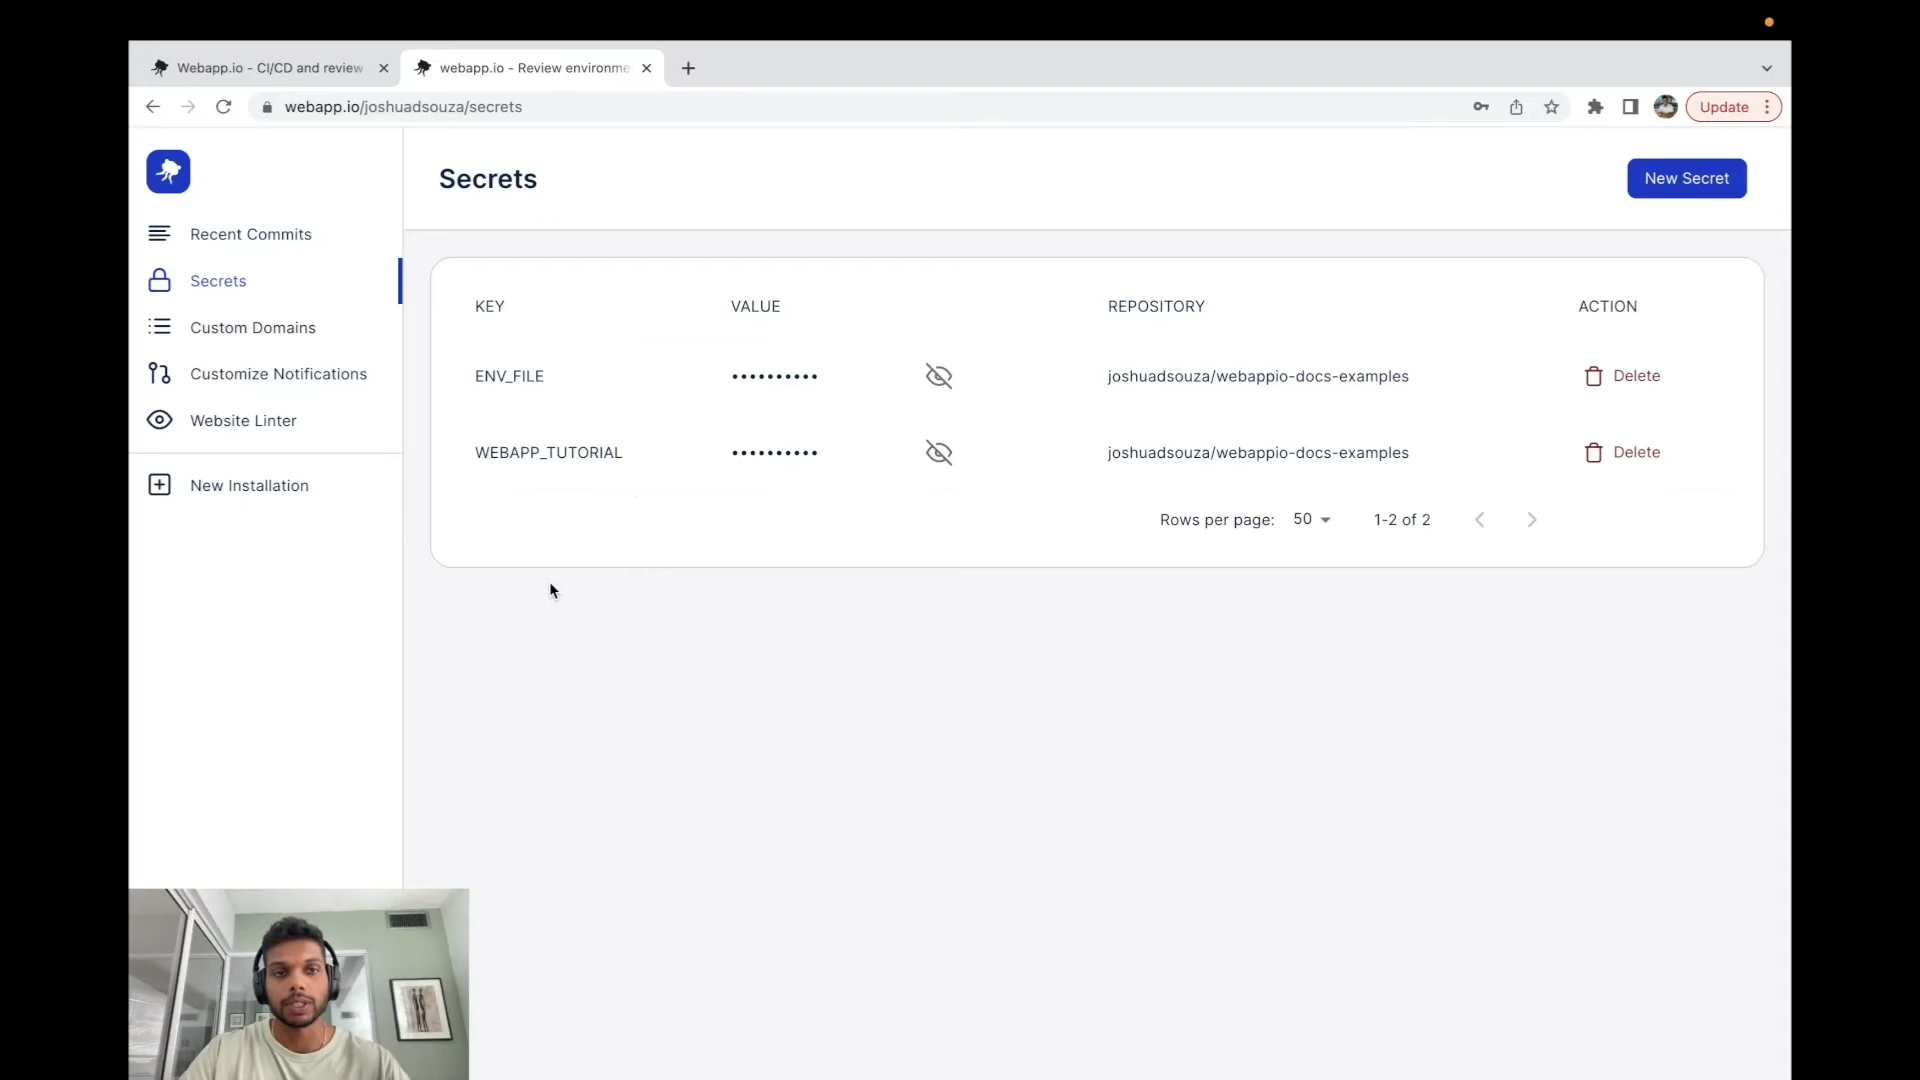 Webapp.io - CI/CD and review
webapp.io - Review environme
webapp.io/joshuadsouza/secrets
Update
Secrets
New Secret
Recent Commits
Secrets
Custom Domains
Customize Notifications
Website Linter
New Installation
KEY VALUE REPOSITORY ACTION
ENV_FILE •••••••••• joshuadsouza/webappio-docs-examples Delete
WEBAPP_TUTORIAL •••••••••• joshuadsouza/webappio-docs-examples Delete
Rows per page: 50 1-2 of 2